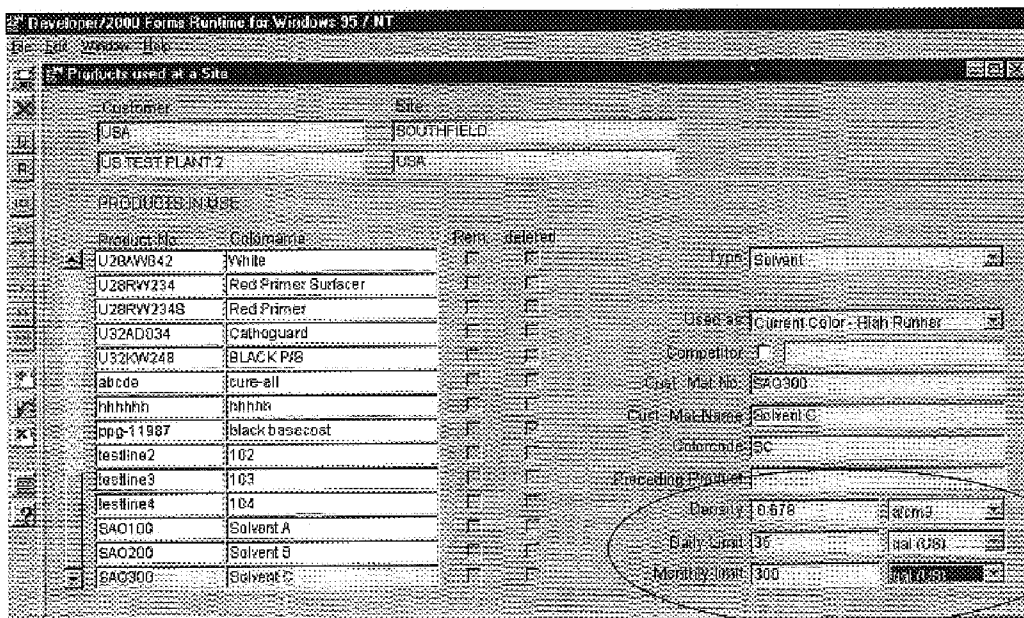 Developer/2000 Forms Runtime for Windows 95 / NT
File Edit Window Help
Products used at a Site
Customer Site
USA SOUTHFIELD
US TEST PLANT 2 USA
PRODUCTS IN USE
Product No. Colorname Rem. deleted
U28AW842 White
U28RW234 Red Primer Surfacer
U28RW234S Red Primer
U32AD034 Cathoguard
U32KW248 BLACK P/S
abcde cure-all
hhhhhh hhhhh
ppg-11987 black basecoat
testline2 102
testline3 103
testline4 104
SAO100 Solvent A
SAO200 Solvent B
SAO300 Solvent C
Type Solvent
Used as Current Color - High Runner
Competitor
Cust. Mat. No. SAO300
Cust. Mat-Name Solvent C
Colorcode SC
Preceding Product
Density 0.678 g/cm3
Daily Limit 35 gal (US)
Monthly limit 300